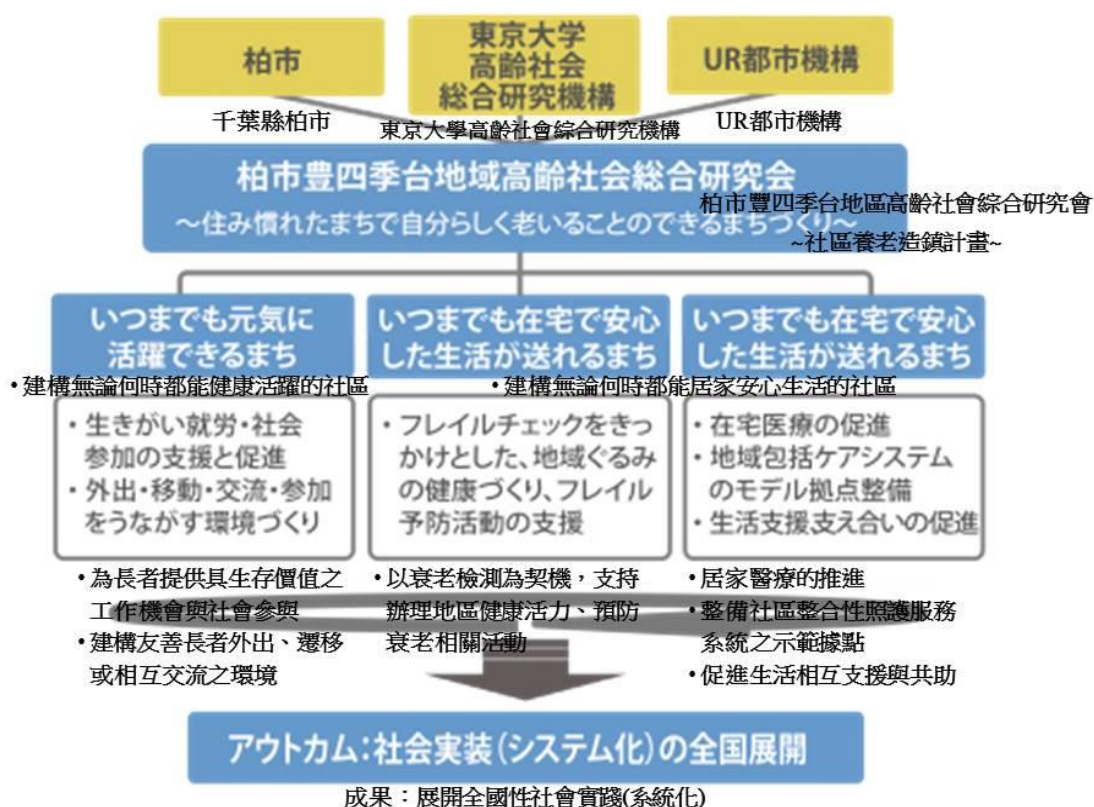 柏市
東京大学
高齢社会
総合研究機構
UR都市機構
千葉縣柏市
東京大學高齡社會綜合研究機構
UR都市機構
柏市豊四季台地域高齢社会総合研究会
～住み慣れたまちで自分らしく老いることのできるまちづくり～
柏市豐四季台地區高齡社會綜合研究會
~社區養老造鎮計畫~
いつまでも元気に
活躍できるまち
いつまでも在宅で安心
した生活が送れるまち
いつまでも在宅で安心
した生活が送れるまち
•建構無論何時都能健康活躍的社區
•建構無論何時都能居家安心生活的社區
・生きがい就労・社会
参加の支援と促進
・外出・移動・交流・参加
をうながす環境づくり
・フレイルチェックをきっ
かけとした、地域ぐるみ
の健康づくり、フレイル
予防活動の支援
・在宅医療の促進
・地域包括ケアシステム
のモデル拠点整備
・生活支援、支え合いの促進
•為長者提供具生存價值之
工作機會與社會參與
•建構友善長者外出、遷移
或相互交流之環境
•以衰老檢測為契機，支持
辦理地區健康活力、預防
衰老相關活動
•居家醫療的推進
•整備社區整合性照護服務
系統之示範據點
•促進生活相互支援與共助
アウトカム：社会実装（システム化）の全国展開
成果：展開全國性社會實踐(系統化)